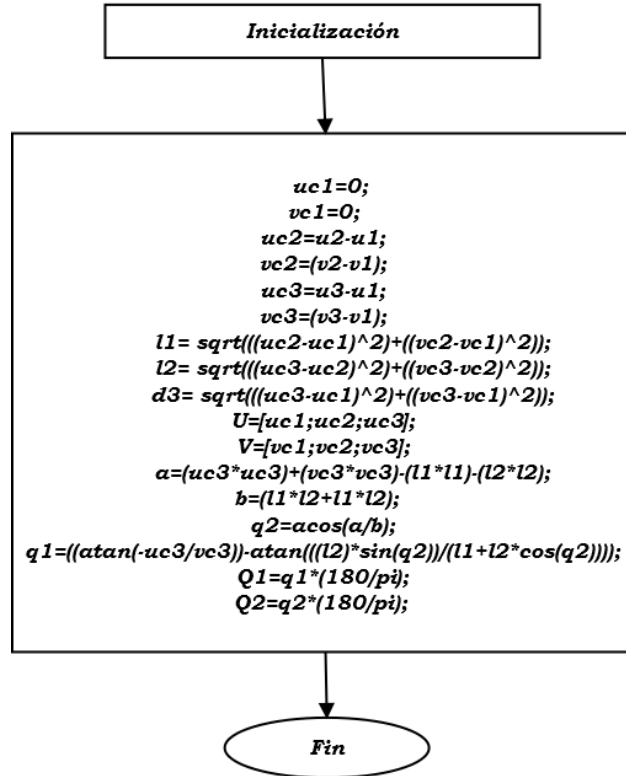 Inicialización
uc1=0;
vc1=0;
uc2=u2-u1;
vc2=(v2-v1);
uc3=u3-u1;
vc3=(v3-v1);
l1= sqrt(((uc2-uc1)^2)+((vc2-vc1)^2));
l2= sqrt(((uc3-uc2)^2)+((vc3-vc2)^2));
d3= sqrt(((uc3-uc1)^2)+((vc3-vc1)^2));
U=[uc1;uc2;uc3];
V=[vc1;vc2;vc3];
a=(uc3*uc3)+(vc3*vc3)-(l1*l1)-(l2*l2);
b=(l1*l2+l1*l2);
q2=acos(a/b);
q1=((atan(-uc3/vc3))-atan(((l2)*sin(q2))/(l1+l2*cos(q2))));
Q1=q1*(180/pi);
Q2=q2*(180/pi);
Fin